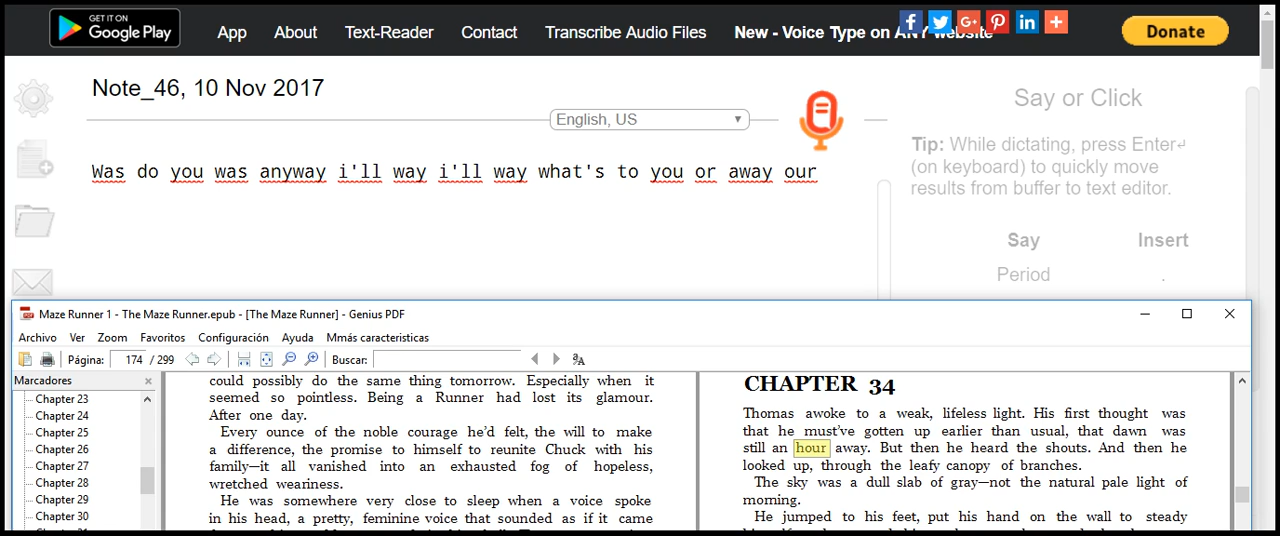 GET IT ON
Google Play
App About Text-Reader Contact Transcribe Audio Files New - Voice Type on ANY website
Donate
Note_46, 10 Nov 2017
English, US
Was do you was anyway i'll way i'll way what's to you or away our
Say or Click
Tip: While dictating, press Enter↵
(on keyboard) to quickly move
results from buffer to text editor.
Say Insert
Period .
Maze Runner 1 - The Maze Runner.epub - [The Maze Runner] - Genius PDF
Archivo Ver Zoom Favoritos Configuración Ayuda Mmás caracteristicas
Página: 174 / 299 Buscar:
Marcadores
Chapter 23
Chapter 24
Chapter 25
Chapter 26
Chapter 27
Chapter 28
Chapter 29
Chapter 30
could possibly do the same thing tomorrow. Especially when it
seemed so pointless. Being a Runner had lost its glamour.
After one day.
Every ounce of the noble courage he'd felt, the will to make
a difference, the promise to himself to reunite Chuck with his
family—it all vanished into an exhausted fog of hopeless,
wretched weariness.
He was somewhere very close to sleep when a voice spoke
in his head, a pretty, feminine voice that sounded as if it came
CHAPTER 34
Thomas awoke to a weak, lifeless light. His first thought was
that he must've gotten up earlier than usual, that dawn was
still an hour away. But then he heard the shouts. And then he
looked up, through the leafy canopy of branches.
The sky was a dull slab of gray—not the natural pale light of
morning.
He jumped to his feet, put his hand on the wall to steady